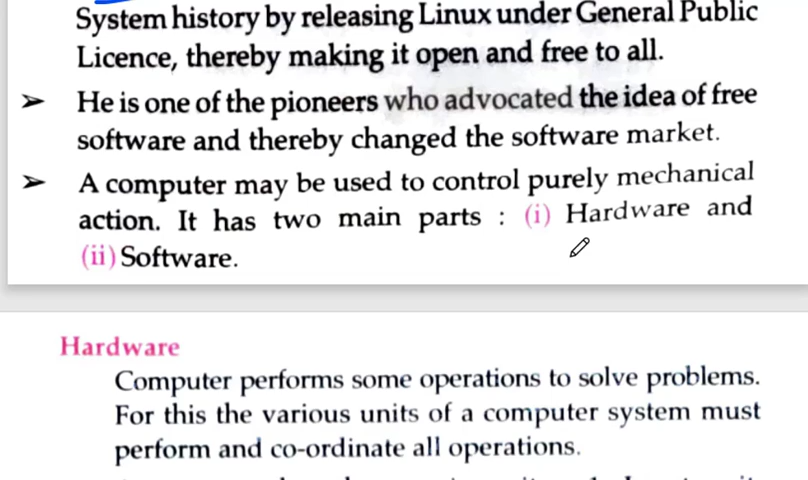 System history by releasing Linux under General Public
Licence, thereby making it open and free to all.
➢ He is one of the pioneers who advocated the idea of free
software and thereby changed the software market.
➢ A computer may be used to control purely mechanical
action. It has two main parts : (i) Hardware and
(ii) Software.
Hardware
Computer performs some operations to solve problems.
For this the various units of a computer system must
perform and co-ordinate all operations.